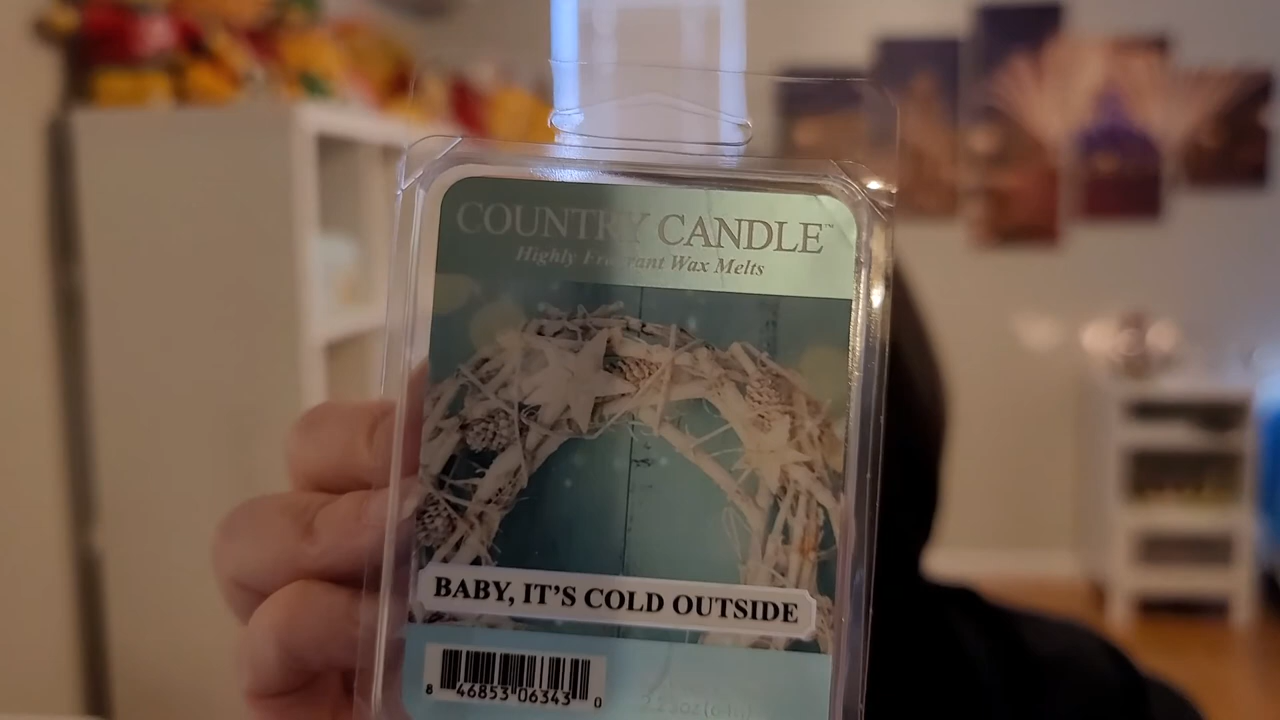 COUNTRY CANDLE™
Highly Fragrant Wax Melts
BABY, IT'S COLD OUTSIDE
8 46853 06343 0